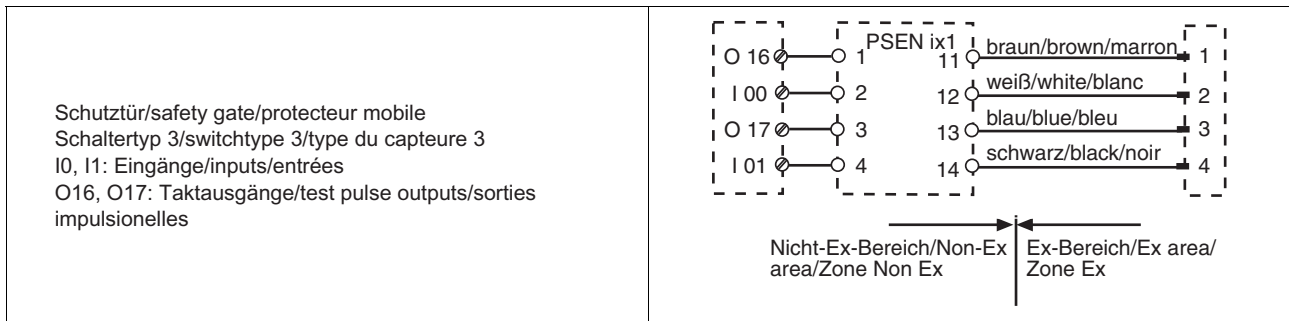 Schutztür/safety gate/protecteur mobile
Schaltertyp 3/switchtype 3/type du capteure 3
I0, I1: Eingänge/inputs/entrées
O16, O17: Taktausgänge/test pulse outputs/sorties
impulsionelles
PSEN ix1
O 16 1 11 braun/brown/marron 1
I 00 2 12 weiß/white/blanc 2
O 17 3 13 blau/blue/bleu 3
I 01 4 14 schwarz/black/noir 4
Nicht-Ex-Bereich/Non-Ex
area/Zone Non Ex
Ex-Bereich/Ex area/
Zone Ex